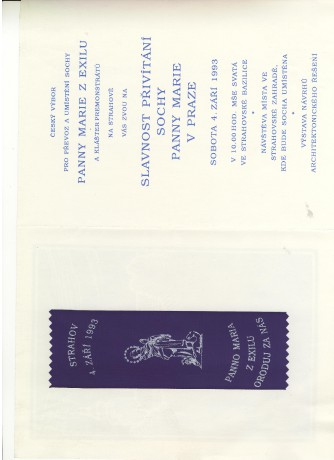 ČESKÝ VÝBOR
PRO PŘEVOZ A UMÍSTĚNÍ SOCHY
PANNY MARIE Z EXILU
A KLÁŠTER PREMONSTRÁTŮ
NA STRAHOVĚ
VÁS ZVOU NA
SLAVNOST PŘIVÍTÁNÍ
SOCHY
PANNY MARIE
V PRAZE
SOBOTA 4. ZÁŘÍ 1993
V 10.00 HOD. MŠE SVATÁ
VE STRAHOVSKÉ BAZILICE
*
NÁVŠTĚVA MÍSTA VE
STRAHOVSKÉ ZAHRADĚ,
KDE BUDE SOCHA UMÍSTĚNA
*
VÝSTAVA NÁVRHŮ
ARCHITEKTONICKÉHO ŘEŠENÍ
STRAHOV
4. ZÁŘÍ 1993
PANNO MARIA
Z EXILU
ORODUJ ZA NÁS